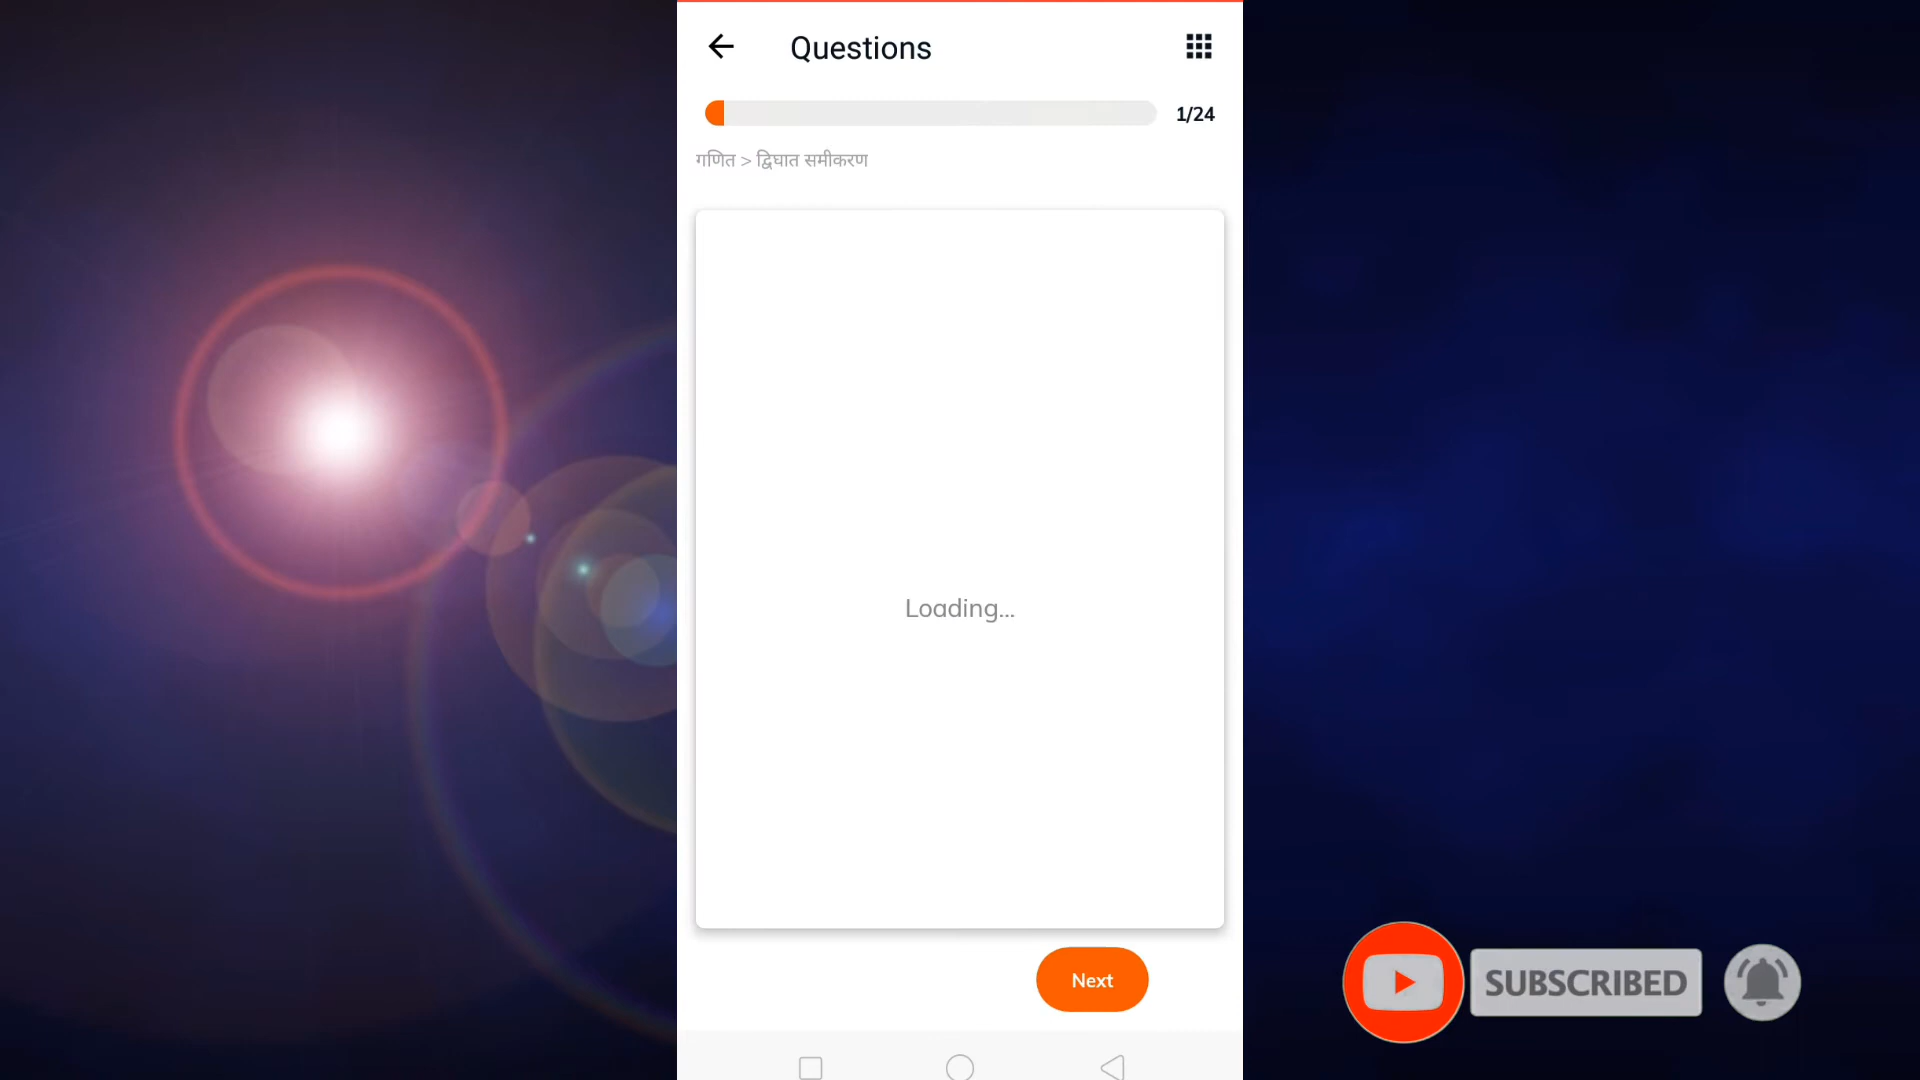 Questions
1/24
गणित > द्विघात समीकरण
Loading...
Next
SUBSCRIBED